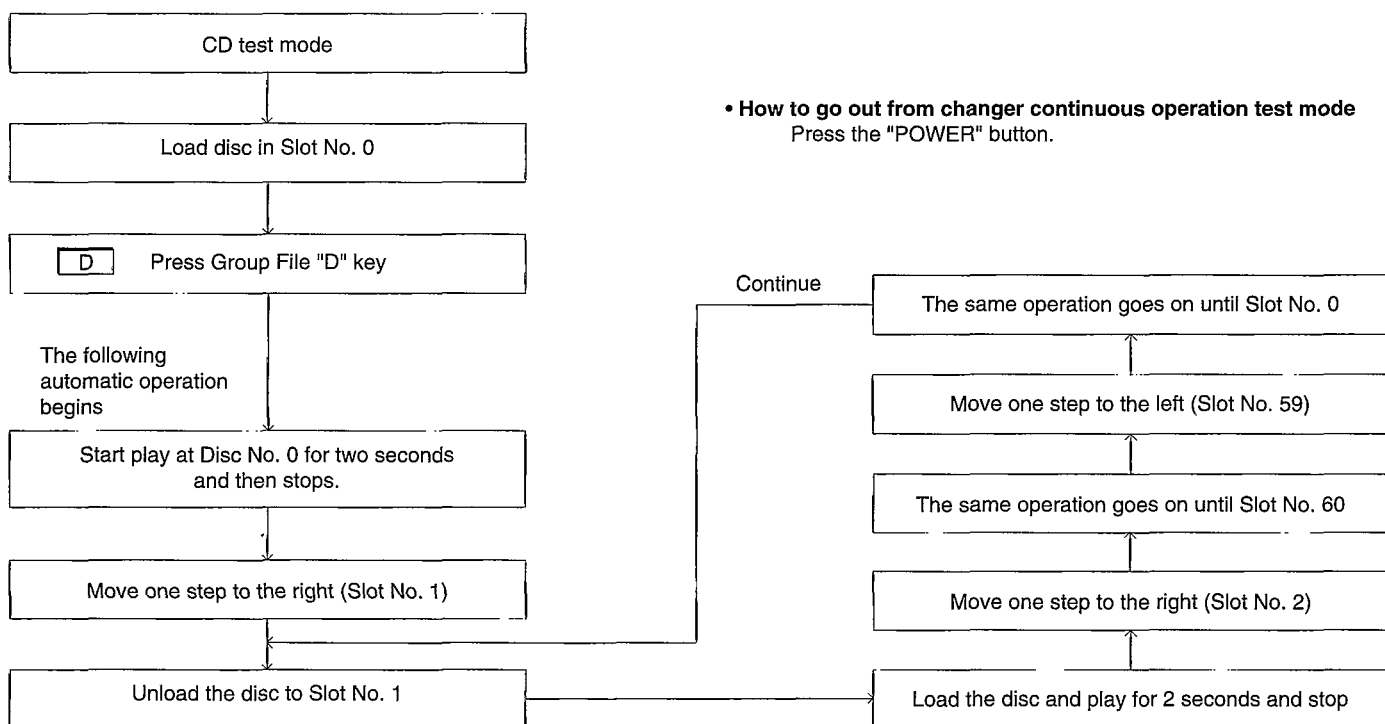 CD test mode
Load disc in Slot No. 0
D Press Group File "D" key
The following
automatic operation
begins
Start play at Disc No. 0 for two seconds
and then stops.
Move one step to the right (Slot No. 1)
Unload the disc to Slot No. 1
• How to go out from changer continuous operation test mode
Press the "POWER" button.
Continue
The same operation goes on until Slot No. 0
Move one step to the left (Slot No. 59)
The same operation goes on until Slot No. 60
Move one step to the right (Slot No. 2)
Load the disc and play for 2 seconds and stop